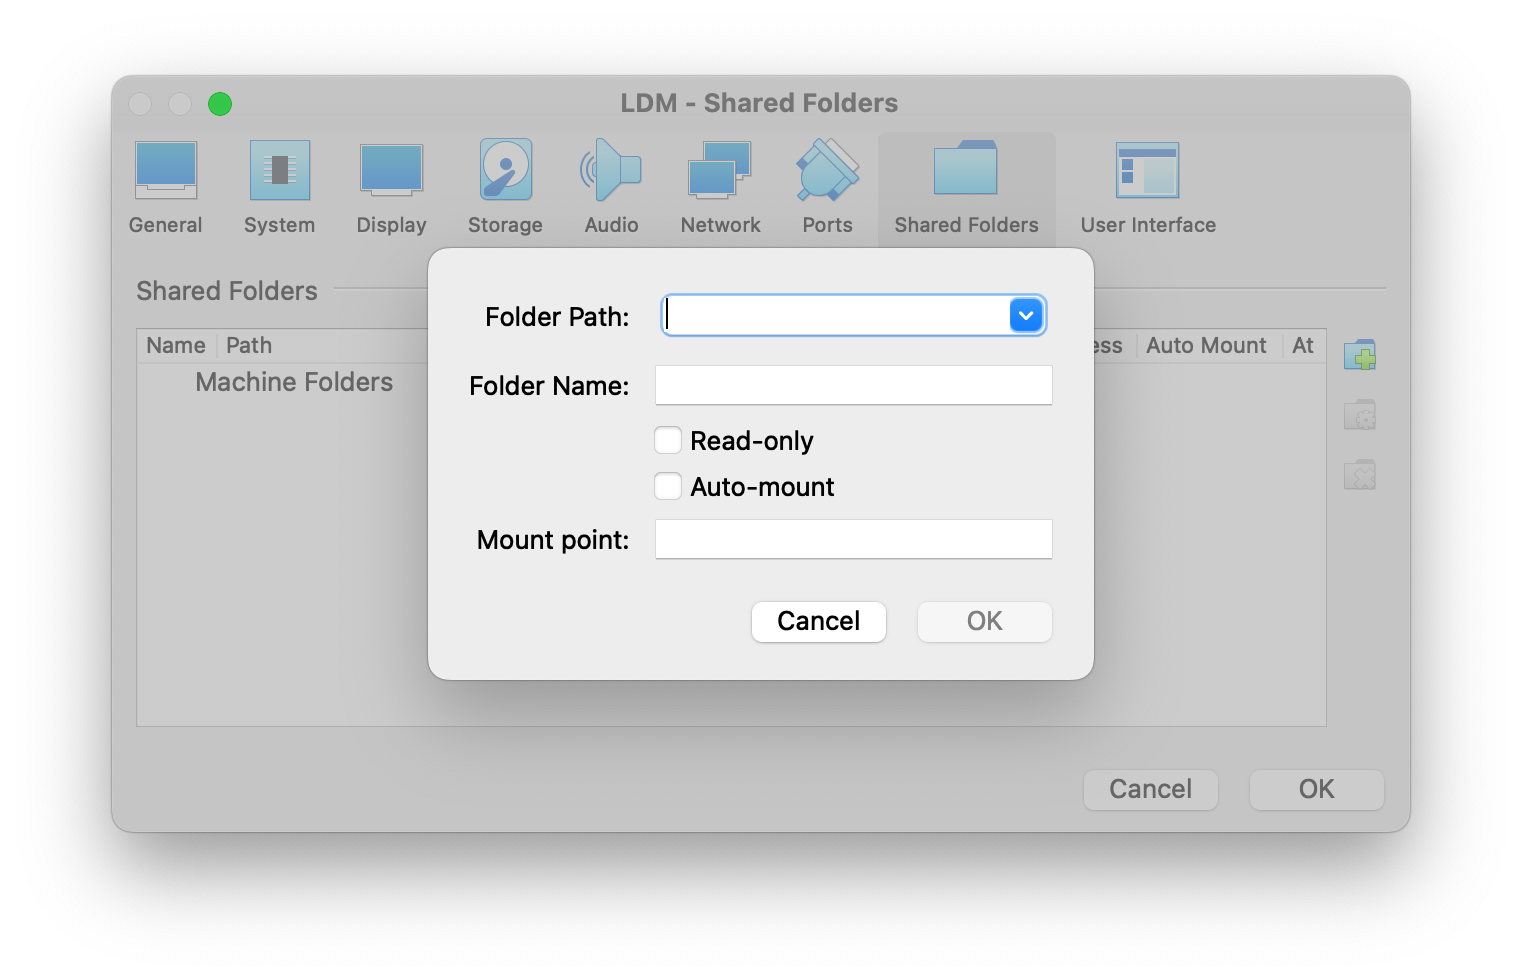 LDM - Shared Folders
General System Display Storage Audio Network Ports Shared Folders User Interface
Shared Folders
Name Path ess Auto Mount At
Machine Folders
Folder Path:
Folder Name:
Read-only
Auto-mount
Mount point:
Cancel OK
Cancel OK